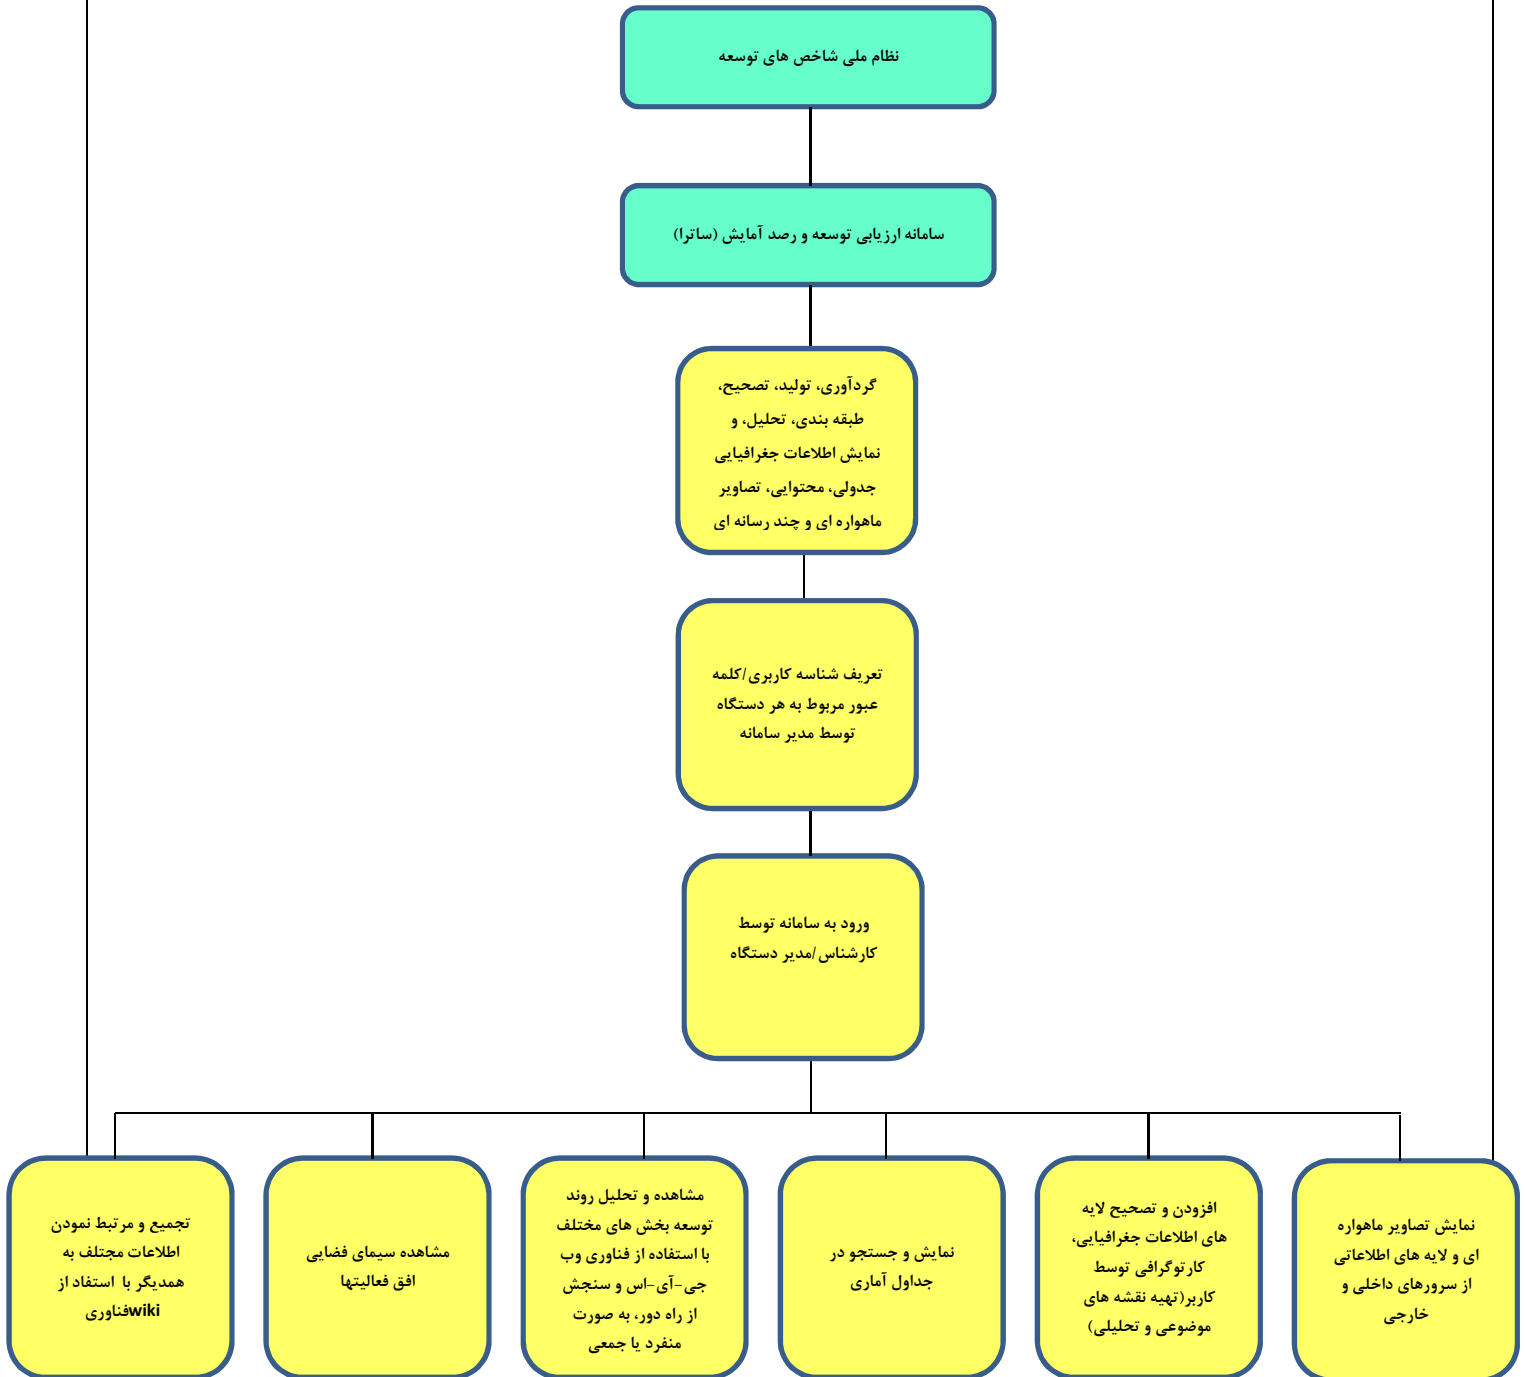 نظام ملی شاخص های توسعه
سامانه ارزیابی توسعه و رصد آمایش (ساترا)
گردآوری، تولید، تصحیح،
طبقه بندی، تحلیل، و
نمایش اطلاعات جغرافیایی
جدولی، محتوایی، تصاویر
ماهواره ای و چند رسانه ای
تعریف شناسه کاربری/کلمه
عبور مربوط به هر دستگاه
توسط مدیر سامانه
ورود به سامانه توسط
کارشناس/مدیر دستگاه
نمایش تصاویر ماهواره
ای و لایه های اطلاعاتی
از سرورهای داخلی و
خارجی
افزودن و تصحیح لایه
های اطلاعات جغرافیایی،
کارتوگرافی توسط
کاربر(تهیه نقشه های
موضوعی و تحلیلی)
نمایش و جستجو در
جداول آماری
مشاهده و تحلیل روند
توسعه بخش های مختلف
با استفاده از فناوری وب
جی-آی-اس و سنجش
از راه دور، به صورت
منفرد یا جمعی
مشاهده سیمای فضایی
افق فعالیتها
تجمیع و مرتبط نمودن
اطلاعات مجتلف به
همدیگر با استفاد از
wikiفناوری